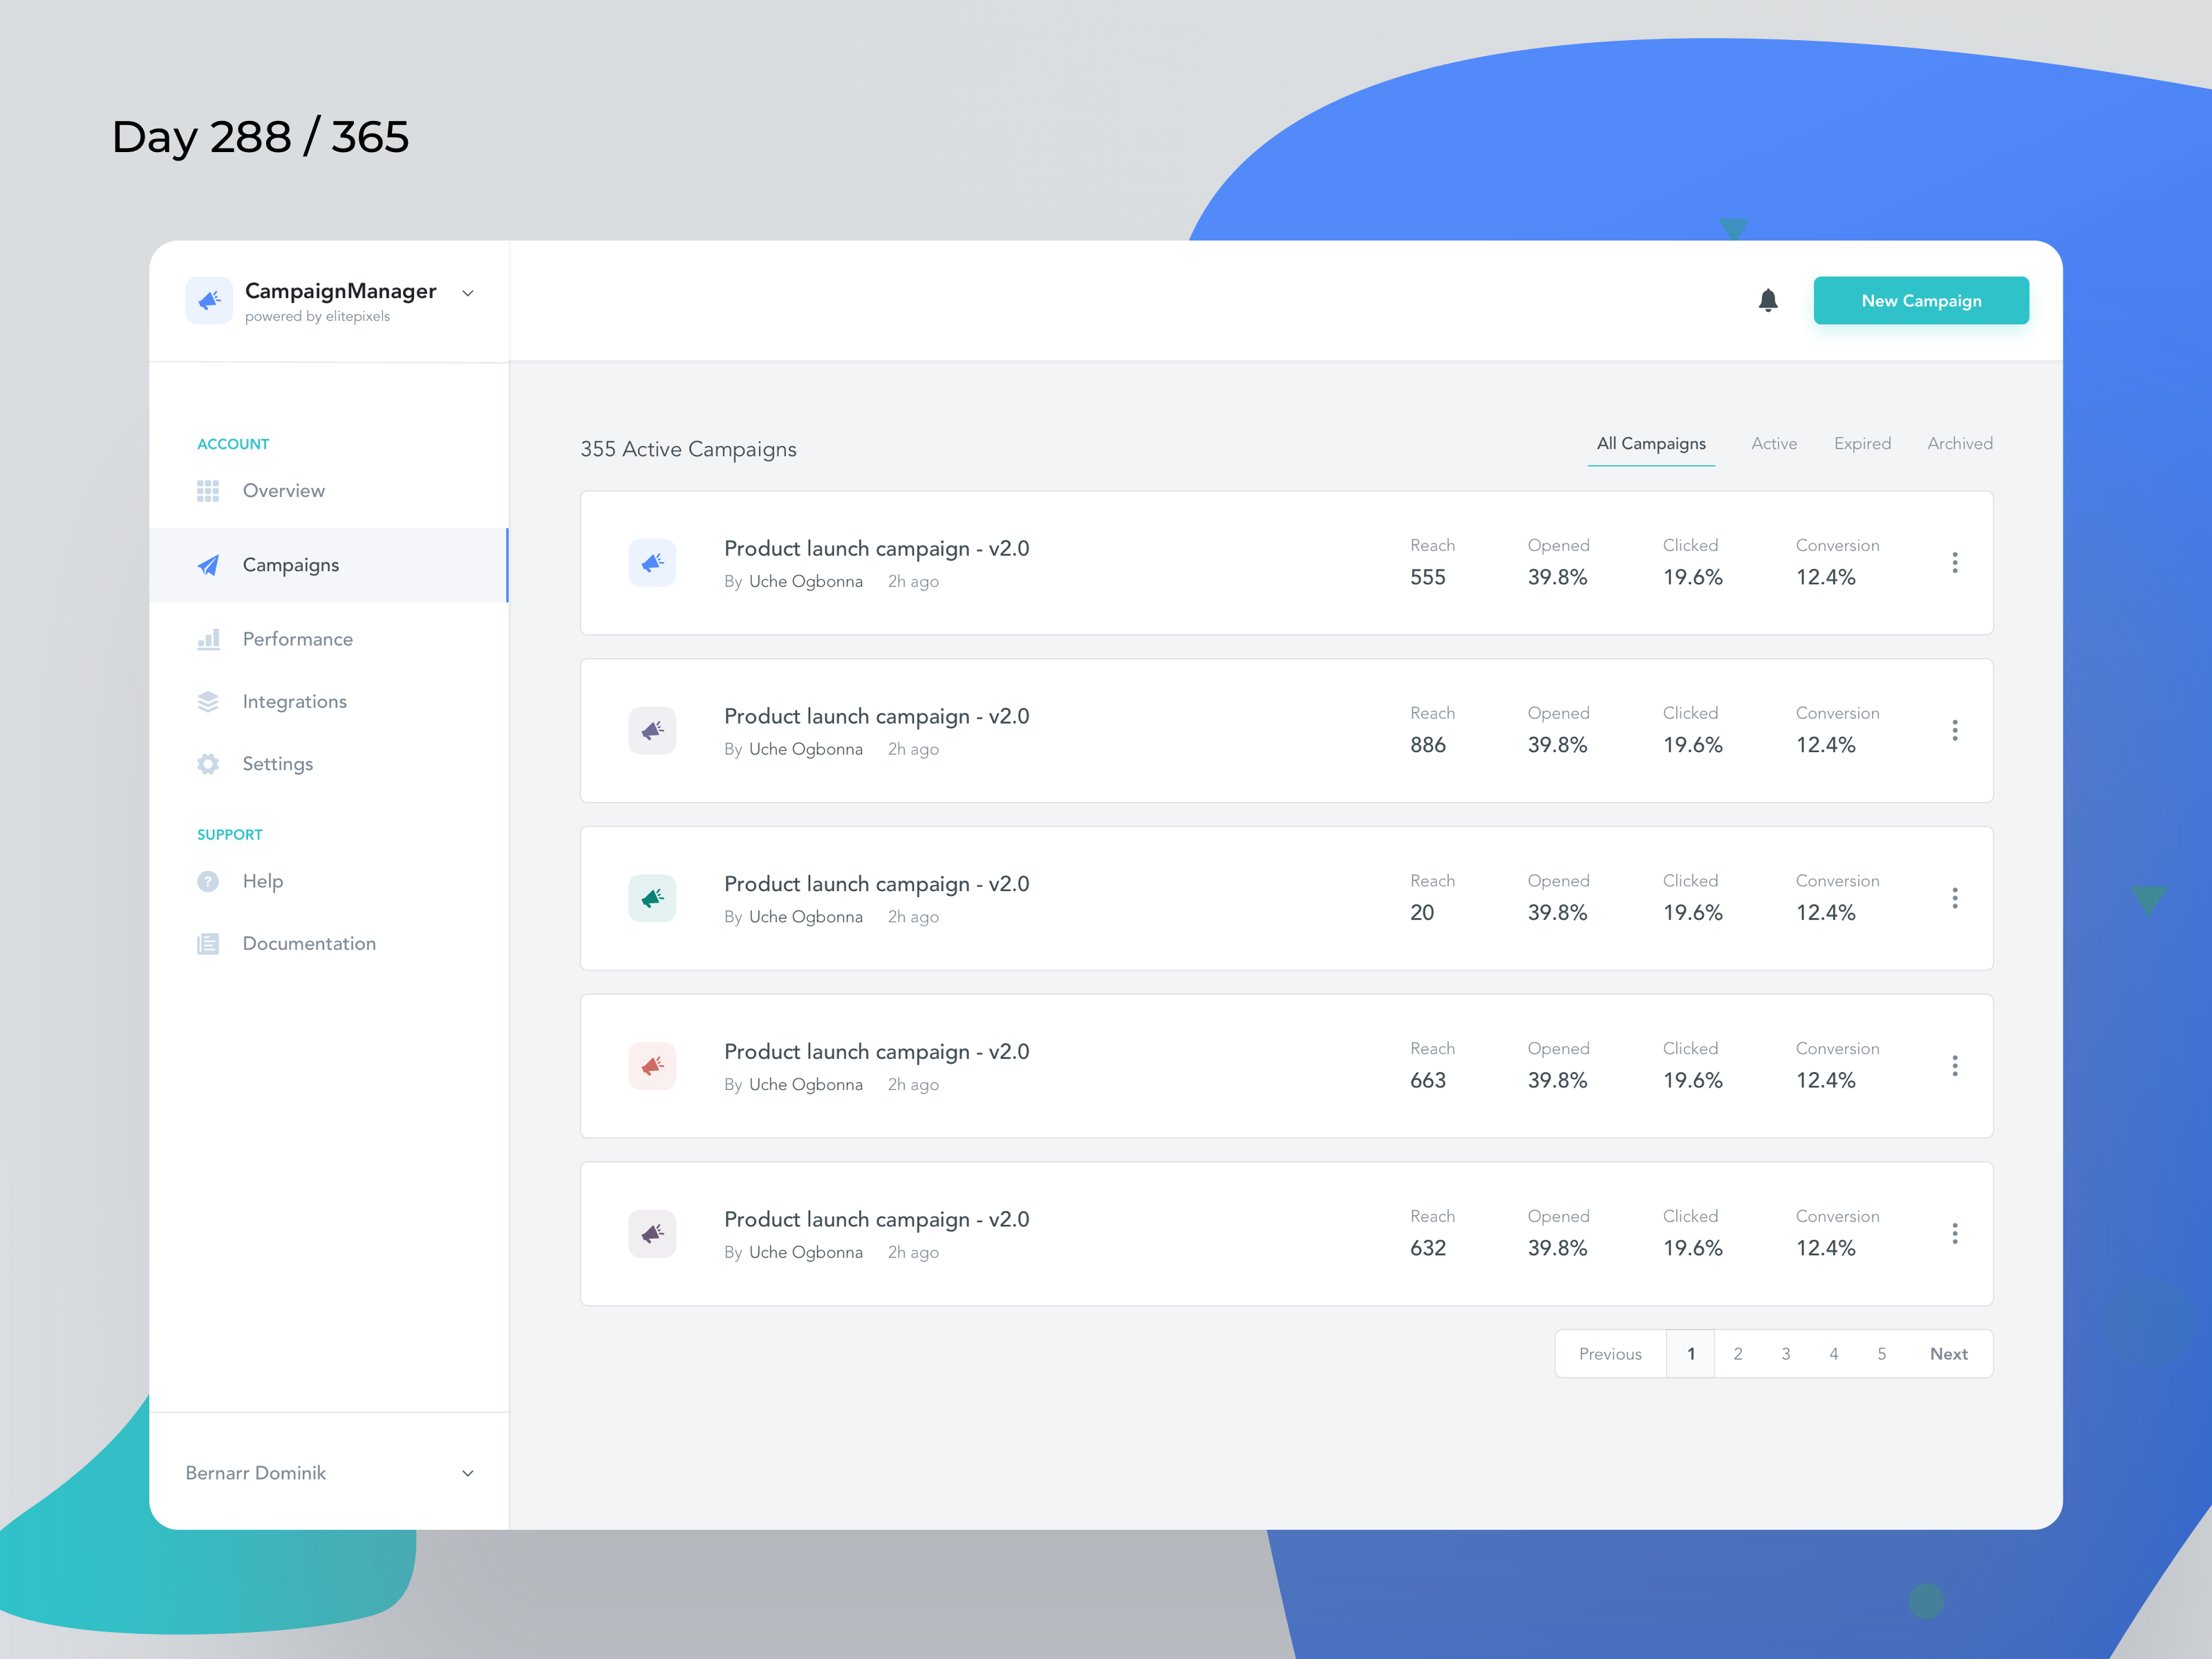 Day 288 / 365
CampaignManager
powered by elitepixels
New Campaign
ACCOUNT
Overview
Campaigns
Performance
Integrations
Settings
SUPPORT
Help
Documentation
Bernarr Dominik
355 Active Campaigns
All Campaigns Active Expired Archived
Product launch campaign - v2.0
By Uche Ogbonna 2h ago
Reach Opened Clicked Conversion
555 39.8% 19.6% 12.4%
Product launch campaign - v2.0
By Uche Ogbonna 2h ago
Reach Opened Clicked Conversion
886 39.8% 19.6% 12.4%
Product launch campaign - v2.0
By Uche Ogbonna 2h ago
Reach Opened Clicked Conversion
20 39.8% 19.6% 12.4%
Product launch campaign - v2.0
By Uche Ogbonna 2h ago
Reach Opened Clicked Conversion
663 39.8% 19.6% 12.4%
Product launch campaign - v2.0
By Uche Ogbonna 2h ago
Reach Opened Clicked Conversion
632 39.8% 19.6% 12.4%
Previous 1 2 3 4 5 Next